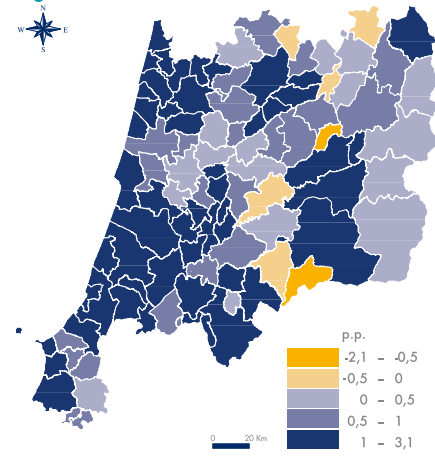 N
W E
S
p.p.
-2,1 – -0,5
-0,5 – 0
0 – 0,5
0,5 – 1
1 – 3,1
0 20 Km